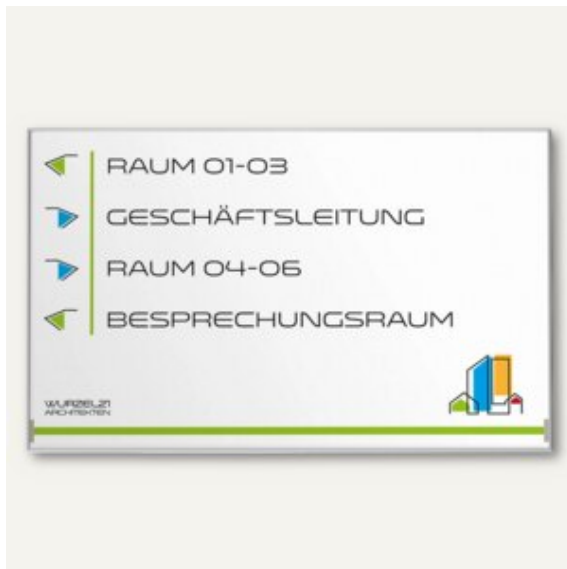 RAUM 01-03
GESCHÄFTSLEITUNG
RAUM 04-06
BESPRECHUNGSRAUM
WURZEL21
ARCHITEKTEN